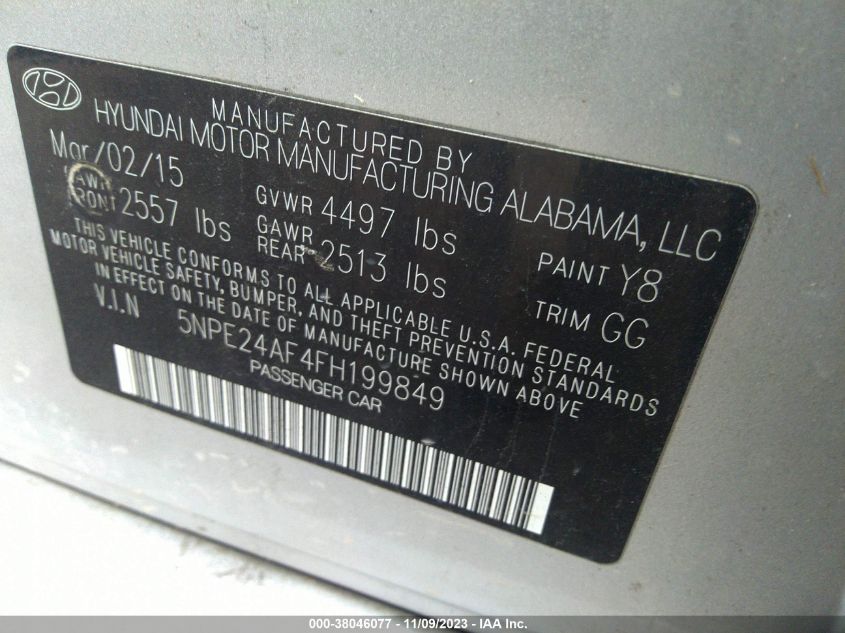 MANUFACTURED BY
HYUNDAI MOTOR MANUFACTURING ALABAMA, LLC
Mar/02/15
GAWR
FRONT 2557 lbs
GVWR 4497 lbs
GAWR
REAR 2513 lbs
PAINT Y8
TRIM GG
THIS VEHICLE CONFORMS TO ALL APPLICABLE U.S.A. FEDERAL
MOTOR VEHICLE SAFETY, BUMPER, AND THEFT PREVENTION STANDARDS
IN EFFECT ON THE DATE OF MANUFACTURE SHOWN ABOVE
V.I.N 5NPE24AF4FH199849
PASSENGER CAR
000-38046077 - 11/09/2023 - IAA Inc.